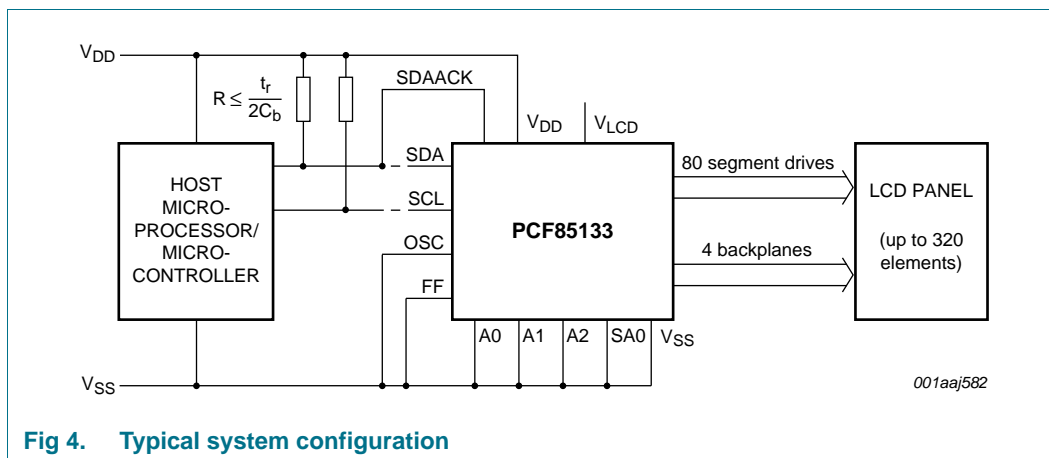 VDD
SDAACK
R ≤ tr
2Cb
VDD
VLCD
SDA
80 segment drives
HOST
MICRO-
PROCESSOR/
MICRO-
CONTROLLER
SCL
PCF85133
LCD PANEL
(up to 320
elements)
OSC
4 backplanes
FF
A0
A1
A2
SA0
VSS
VSS
001aaj582
Fig 4. Typical system configuration